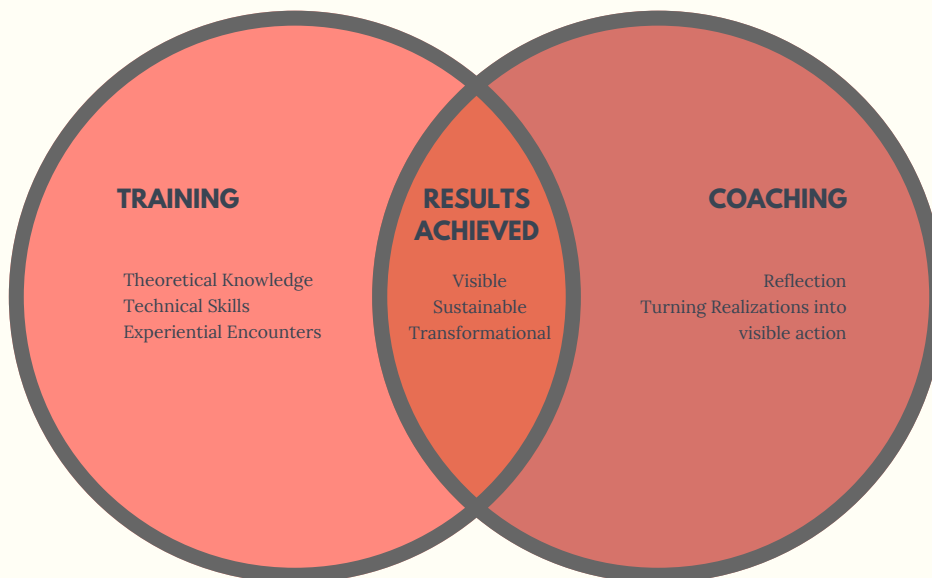 TRAINING
Theoretical Knowledge
Technical Skills
Experiential Encounters
RESULTS
ACHIEVED
Visible
Sustainable
Transformational
COACHING
Reflection
Turning Realizations into
visible action